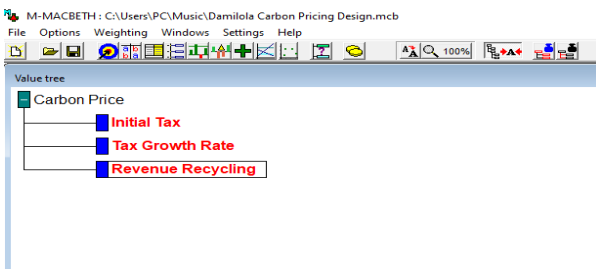 M-MACBETH : C:\Users\PC\Music\Damilola Carbon Pricing Design.mcb
File Options Weighting Windows Settings Help
100%
Value tree
Carbon Price
Initial Tax
Tax Growth Rate
Revenue Recycling